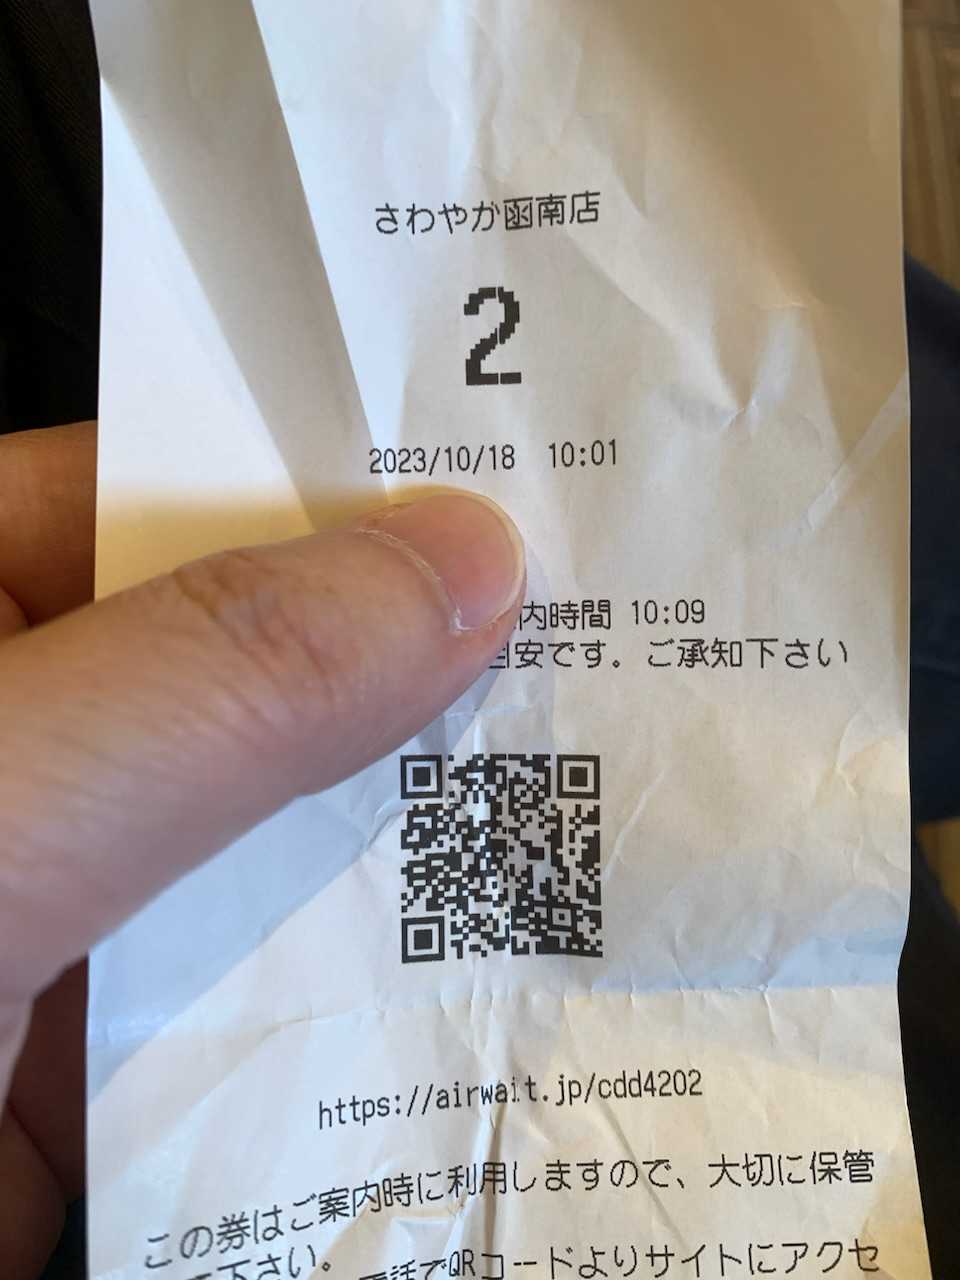 さわやか函南店
2
2023/10/18 10:01
内時間 10:09
目安です。ご承知下さい
https://airwait.jp/cdd4202
この券はご案内時に利用しますので、大切に保管
下さい。
でQRコードよりサイトにアクセ